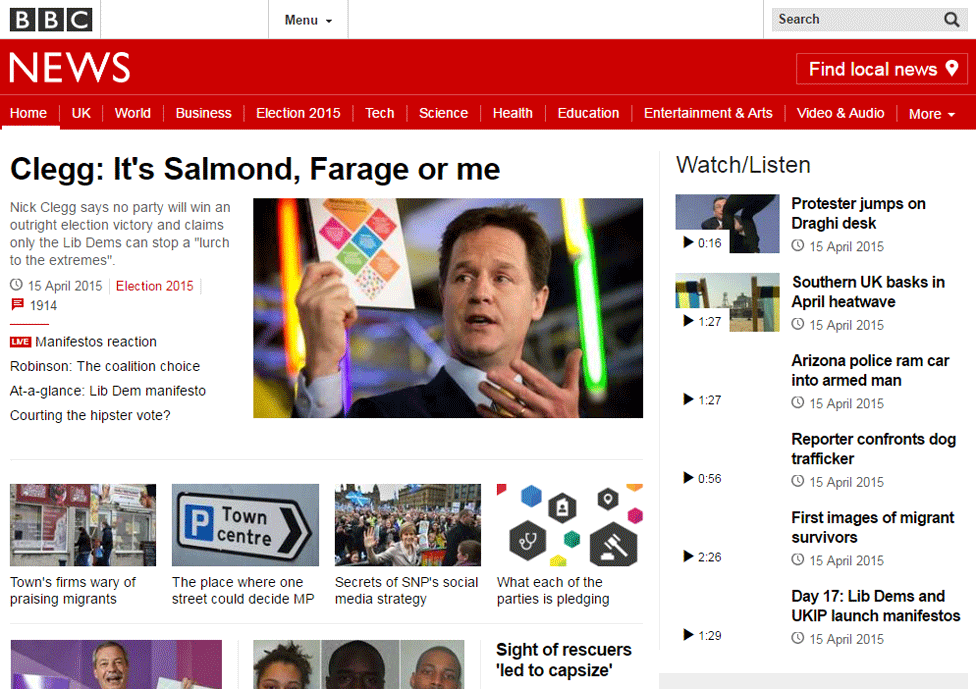 BBC
Menu
Search
NEWS
Find local news
Home
UK
World
Business
Election 2015
Tech
Science
Health
Education
Entertainment & Arts
Video & Audio
More
Clegg: It's Salmond, Farage or me
Nick Clegg says no party will win an
outright election victory and claims
only the Lib Dems can stop a "lurch
to the extremes".
15 April 2015
Election 2015
1914
LIVE Manifestos reaction
Robinson: The coalition choice
At-a-glance: Lib Dem manifesto
Courting the hipster vote?
P Town
centre
Town's firms wary of
praising migrants
The place where one
street could decide MP
Secrets of SNP's social
media strategy
What each of the
parties is pledging
Sight of rescuers
'led to capsize'
Watch/Listen
0:16
Protester jumps on
Draghi desk
15 April 2015
1:27
Southern UK basks in
April heatwave
15 April 2015
1:27
Arizona police ram car
into armed man
15 April 2015
0:56
Reporter confronts dog
trafficker
15 April 2015
2:26
First images of migrant
survivors
15 April 2015
1:29
Day 17: Lib Dems and
UKIP launch manifestos
15 April 2015